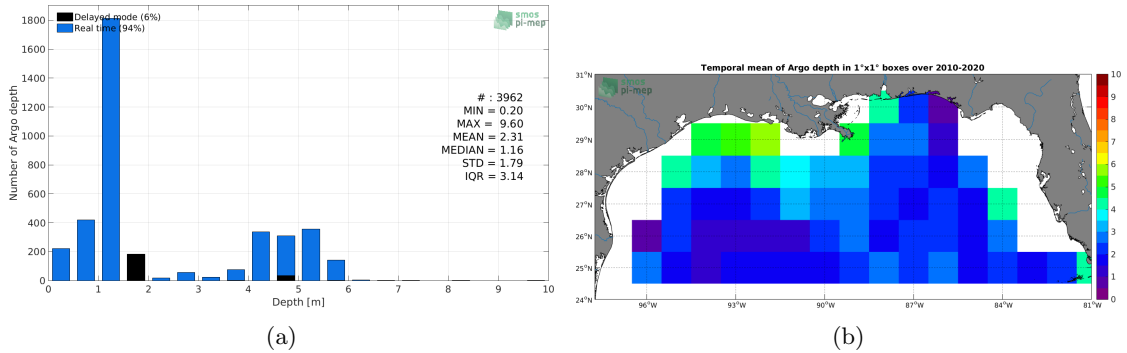 Delayed mode (6%)
Real time (94%)
smos
pi-mep
1800
1600
1400
1200
1000
800
600
400
200
0
Number of Argo depth
# : 3962
MIN = 0.20
MAX = 9.60
MEAN = 2.31
MEDIAN = 1.16
STD = 1.79
IQR = 3.14
0 1 2 3 4 5 6 7 8 9 10
Depth [m]
(a)
Temporal mean of Argo depth in 1°x1° boxes over 2010-2020
smos
pi-mep
31°N
30°N
29°N
28°N
27°N
26°N
25°N
24°N
96°W 93°W 90°W 87°W 84°W 81°W
10
9
8
7
6
5
4
3
2
1
0
(b)